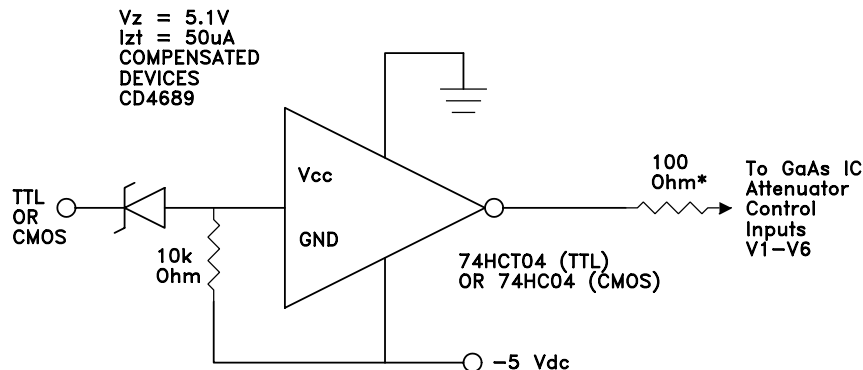 Vz = 5.1V
Izt = 50uA
COMPENSATED
DEVICES
CD4689
Vcc
GND
TTL
OR
CMOS
10k
Ohm
100
Ohm*
To GaAs IC
Attenuator
Control
Inputs
V1-V6
74HCT04 (TTL)
OR 74HC04 (CMOS)
-5 Vdc